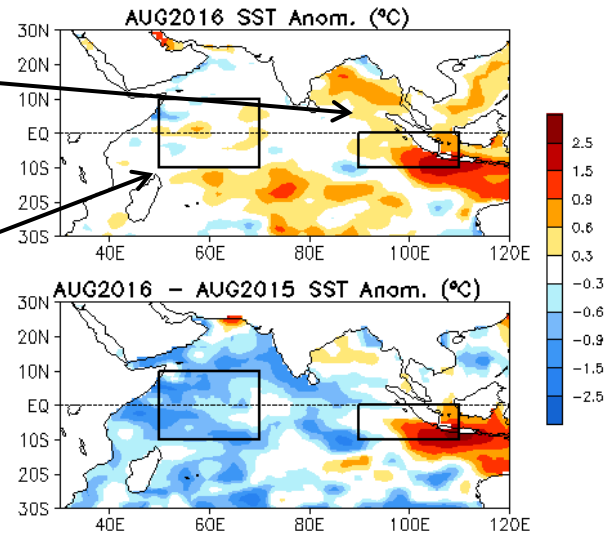 AUG2016 SST Anom. (°C)
30N
20N
10N
EQ
10S
20S
30S
40E 60E 80E 100E 120E
2.5
1.5
0.9
0.6
0.3
-0.3
-0.6
-0.9
-1.5
-2.5
AUG2016 - AUG2015 SST Anom. (°C)
30N
20N
10N
EQ
10S
20S
30S
40E 60E 80E 100E 120E